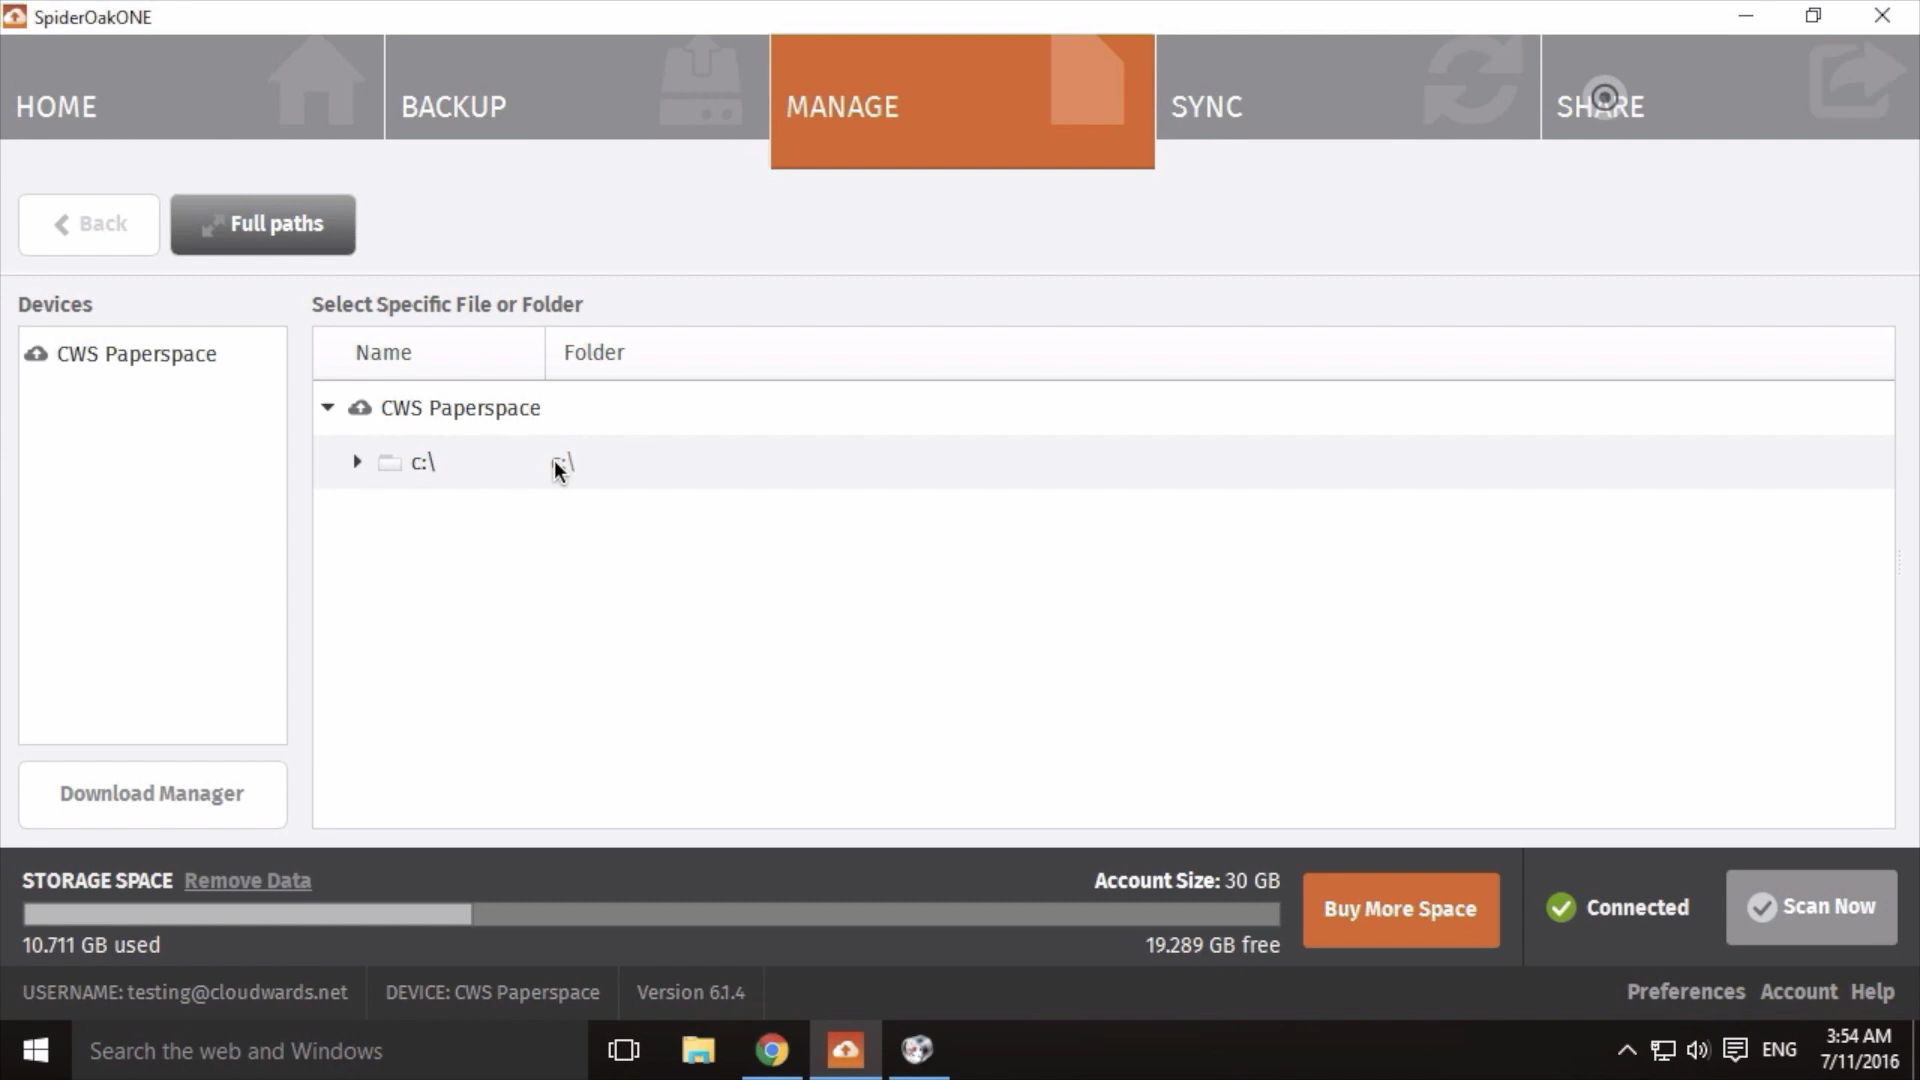 SpiderOakONE
HOME BACKUP MANAGE SYNC SHARE
Back Full paths
Devices Select Specific File or Folder
CWS Paperspace Name Folder
CWS Paperspace
c:\
Download Manager
STORAGE SPACE Remove Data Account Size: 30 GB
Buy More Space Connected Scan Now
10.711 GB used 19.289 GB free
USERNAME: testing@cloudwards.net DEVICE: CWS Paperspace Version 6.1.4 Preferences Account Help
Search the web and Windows ENG 3:54 AM
7/11/2016